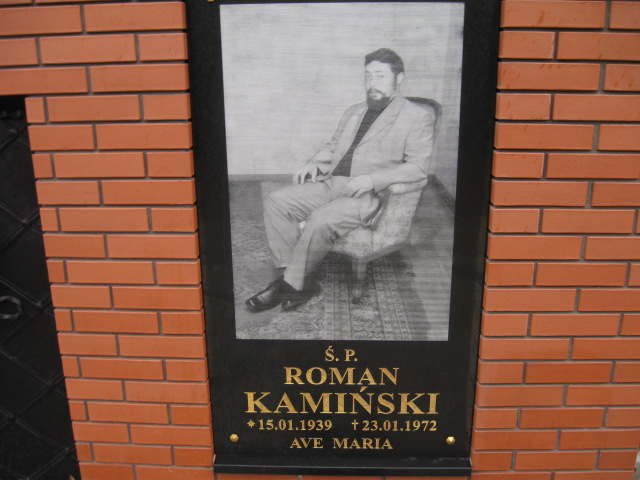 Ś. P.
ROMAN
KAMIŃSKI
*15.01.1939 †23.01.1972
AVE MARIA